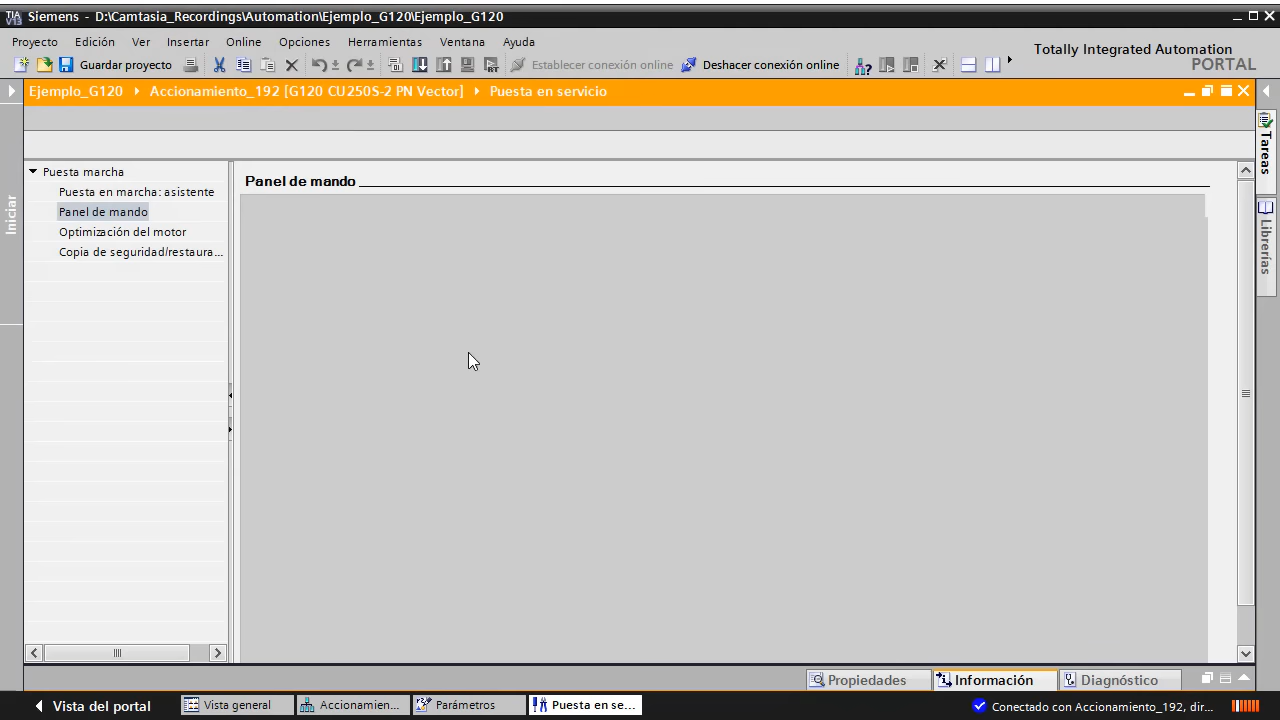 TIA
V13
Siemens - D:\Camtasia_Recordings\Automation\Ejemplo_G120\Ejemplo_G120
Proyecto Edición Ver Insertar Online Opciones Herramientas Ventana Ayuda
Guardar proyecto Establecer conexión online Deshacer conexión online
Totally Integrated Automation
PORTAL
Ejemplo_G120 Accionamiento_192 [G120 CU250S-2 PN Vector] Puesta en servicio
Iniciar
Puesta marcha
Puesta en marcha: asistente
Panel de mando
Optimización del motor
Copia de seguridad/restaura...
Panel de mando
Tareas
Librerías
Propiedades Información Diagnóstico
Vista del portal Vista general Accionamien... Parámetros Puesta en se... Conectado con Accionamiento_192, dir...